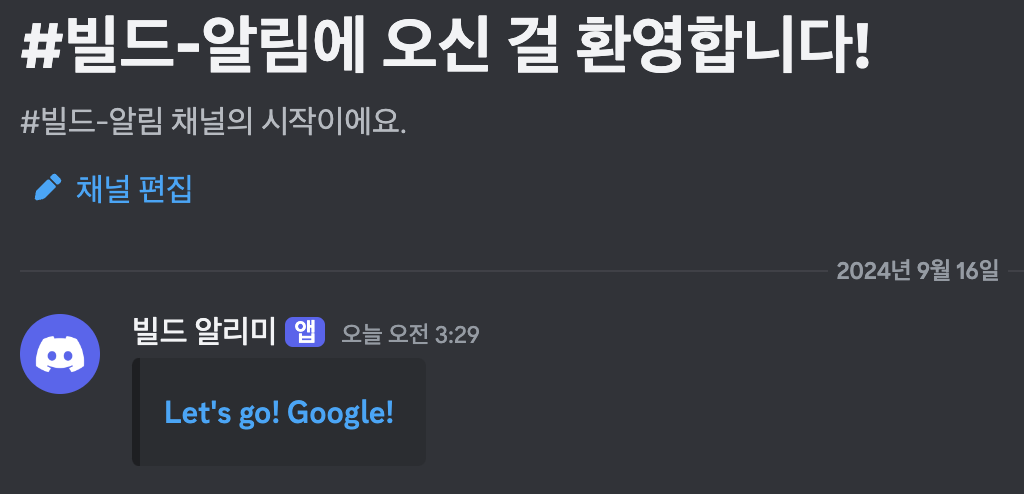 #빌드-알림에 오신 걸 환영합니다!
#빌드-알림 채널의 시작이에요.
채널 편집
2024년 9월 16일
빌드 알리미 앱 오늘 오전 3:29
Let's go! Google!